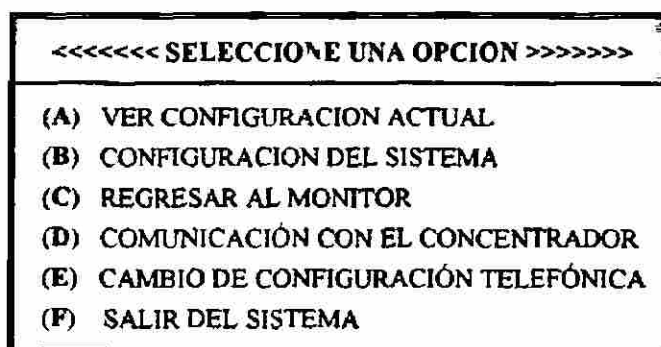 <<<<<<< SELECCIONE UNA OPCION >>>>>>>
(A) VER CONFIGURACION ACTUAL
(B) CONFIGURACION DEL SISTEMA
(C) REGRESAR AL MONITOR
(D) COMUNICACIÓN CON EL CONCENTRADOR
(E) CAMBIO DE CONFIGURACIÓN TELEFÓNICA
(F) SALIR DEL SISTEMA